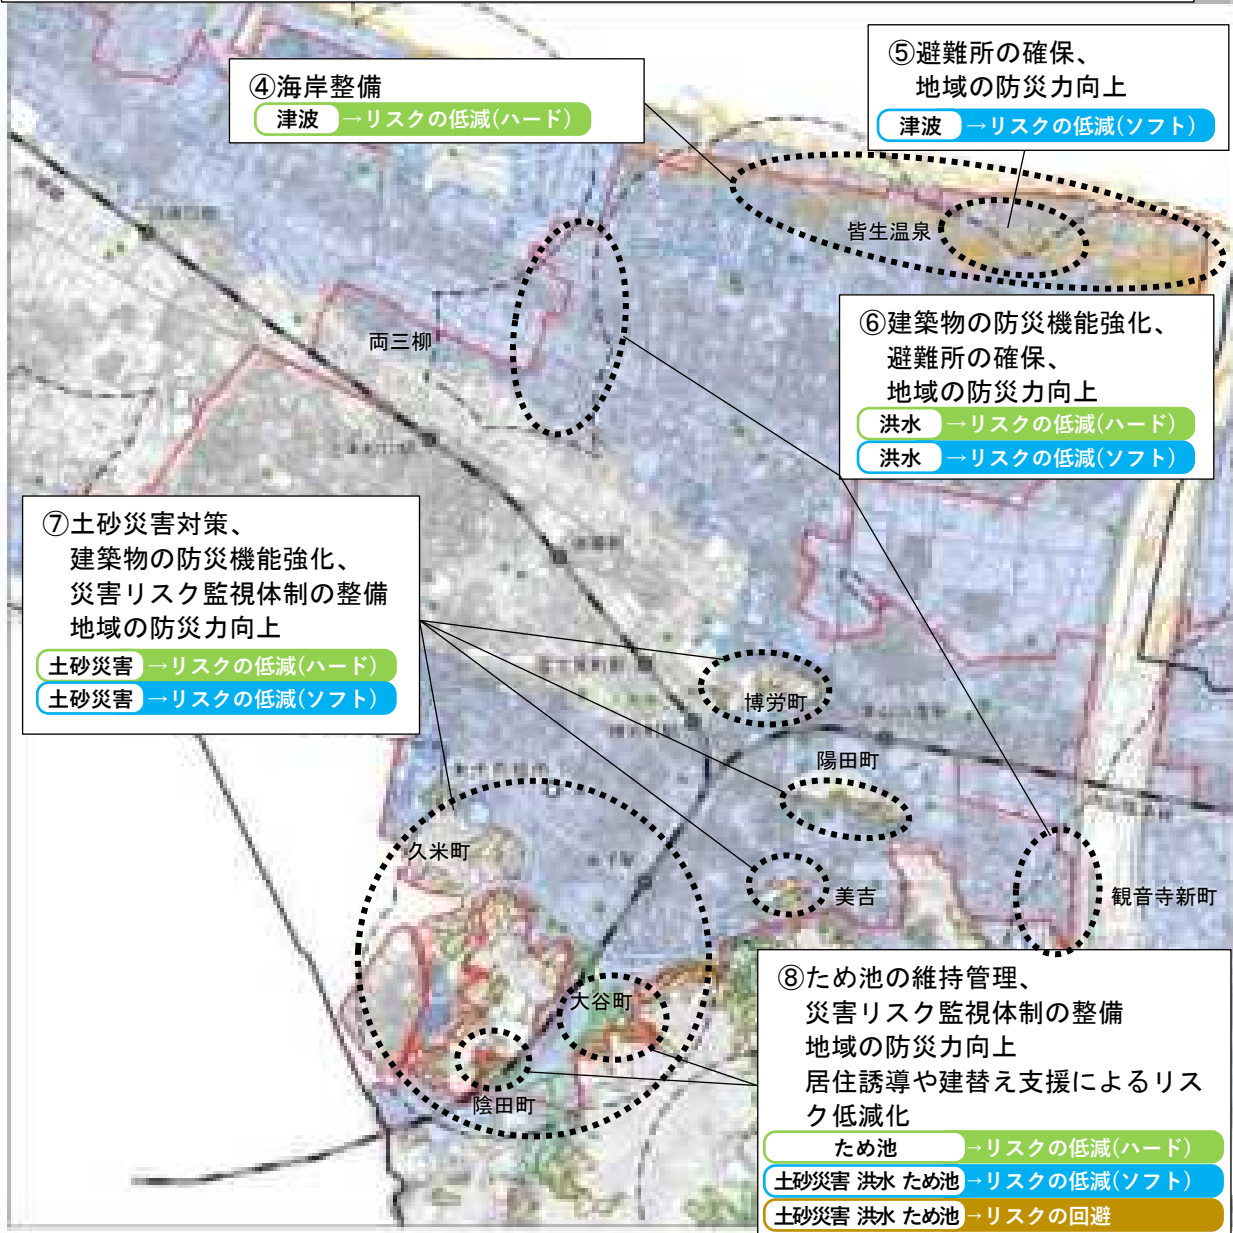 ④海岸整備
津波 →リスクの低減(ハード)
⑤避難所の確保、
地域の防災力向上
津波 →リスクの低減(ソフト)
皆生温泉
⑥建築物の防災機能強化、
避難所の確保、
地域の防災力向上
洪水 →リスクの低減(ハード)
洪水 →リスクの低減(ソフト)
両三柳
⑦土砂災害対策、
建築物の防災機能強化、
災害リスク監視体制の整備
地域の防災力向上
土砂災害 →リスクの低減(ハード)
土砂災害 →リスクの低減(ソフト)
博労町
陽田町
久米町
美吉
観音寺新町
大谷町
陰田町
⑧ため池の維持管理、
災害リスク監視体制の整備
地域の防災力向上
居住誘導や建替え支援によるリス
ク低減化
ため池 →リスクの低減(ハード)
土砂災害 洪水 ため池 →リスクの低減(ソフト)
土砂災害 洪水 ため池 →リスクの回避